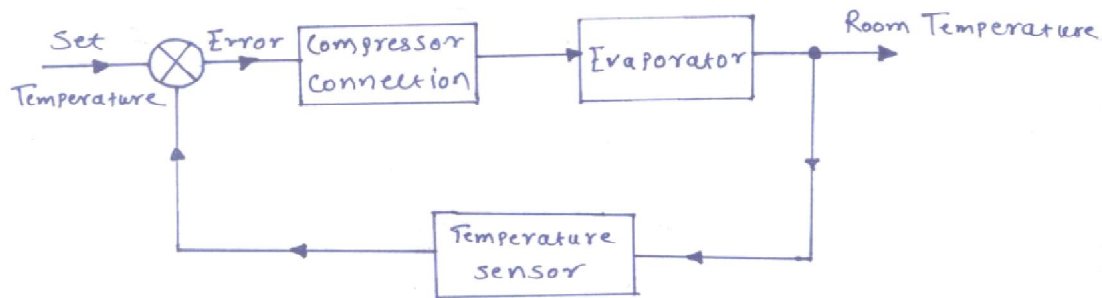 Set
Temperature
Error
Compressor
Connection
Evaporator
Room Temperature
Temperature
sensor